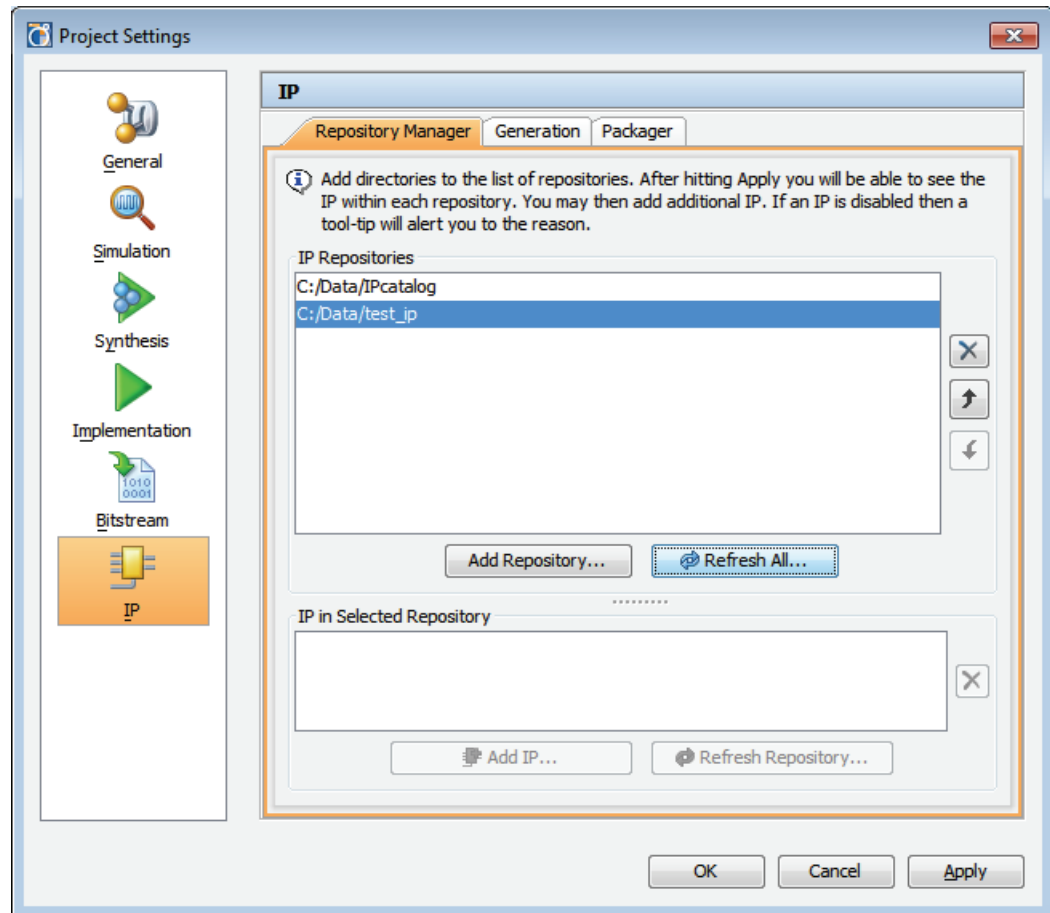 Project Settings
General
Simulation
Synthesis
Implementation
1010
0001
Bitstream
IP
IP
Repository Manager
Generation
Packager
Add directories to the list of repositories. After hitting Apply you will be able to see the
IP within each repository. You may then add additional IP. If an IP is disabled then a
tool-tip will alert you to the reason.
IP Repositories
C:/Data/IPcatalog
C:/Data/test_ip
Add Repository...
Refresh All...
IP in Selected Repository
Add IP...
Refresh Repository...
OK
Cancel
Apply